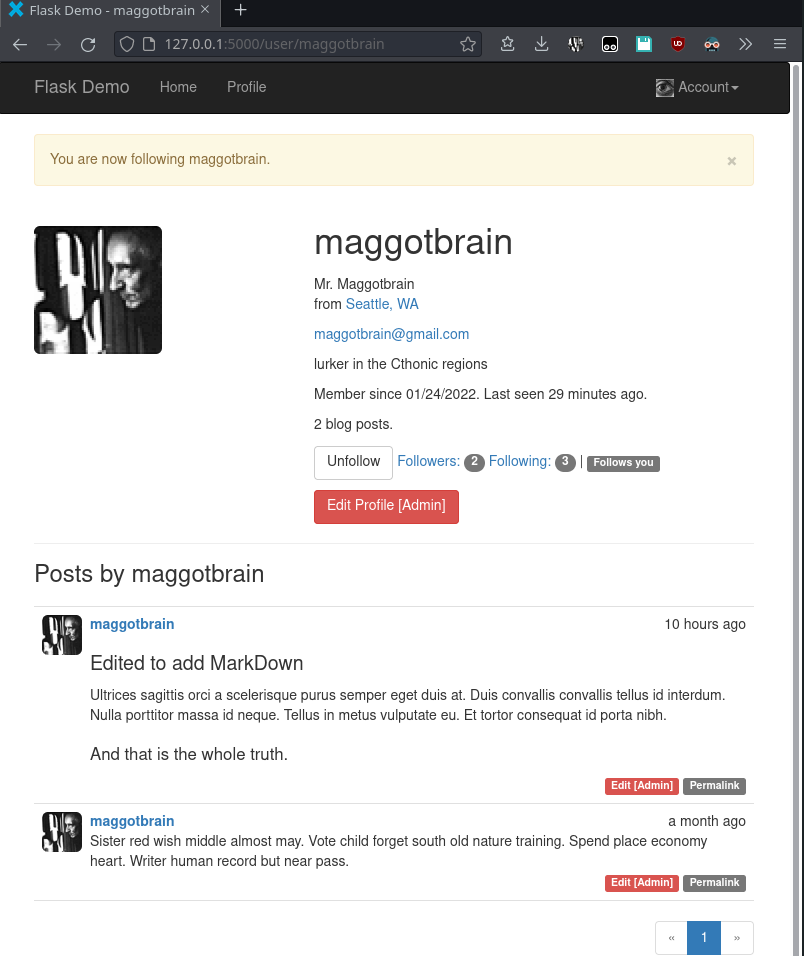 Flask Demo - maggotbrain ×
127.0.0.1:5000/user/maggotbrain
Flask Demo Home Profile Account
You are now following maggotbrain. ×
maggotbrain
Mr. Maggotbrain
from Seattle, WA
maggotbrain@gmail.com
lurker in the Cthonic regions
Member since 01/24/2022. Last seen 29 minutes ago.
2 blog posts.
Unfollow Followers: 2 Following: 3 | Follows you
Edit Profile [Admin]
Posts by maggotbrain
maggotbrain 10 hours ago
Edited to add MarkDown
Ultrices sagittis orci a scelerisque purus semper eget duis at. Duis convallis convallis tellus id interdum.
Nulla porttitor massa id neque. Tellus in metus vulputate eu. Et tortor consequat id porta nibh.
And that is the whole truth.
Edit [Admin] Permalink
maggotbrain a month ago
Sister red wish middle almost may. Vote child forget south old nature training. Spend place economy
heart. Writer human record but near pass.
Edit [Admin] Permalink
« 1 »